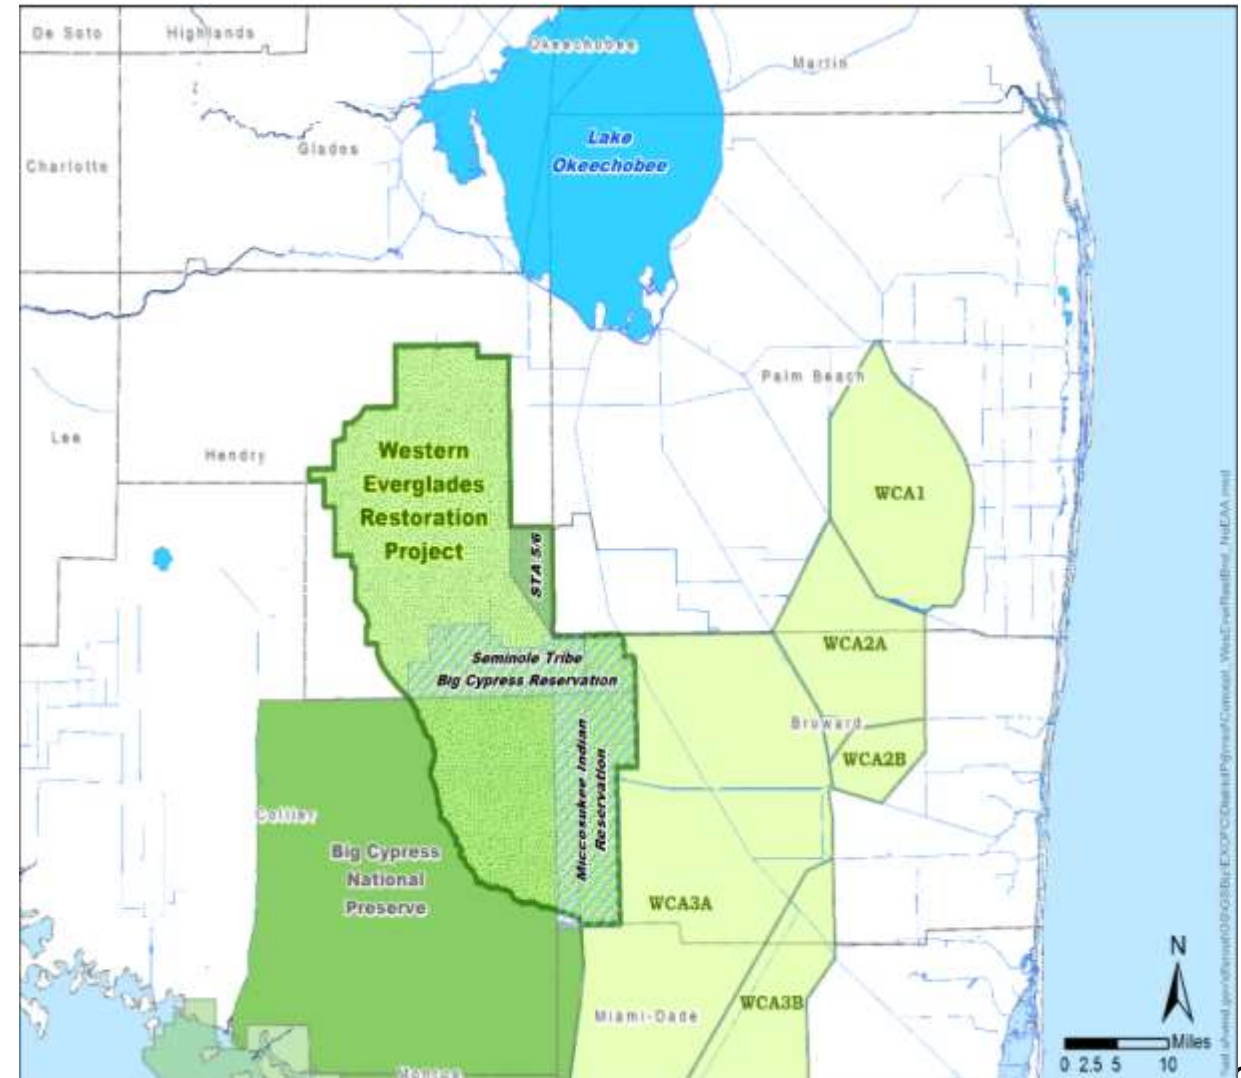 De Soto
Highlands
Okeechobee
Martin
Lake
Okeechobee
Glades
Charlotte
Palm Beach
Lee
Hendry
Western
Everglades
Restoration
Project
WCA1
STA 5/6
Seminole Tribe
Big Cypress Reservation
WCA2A
Broward
WCA2B
Miccosukee Indian
Reservation
Collier
Big Cypress
National
Preserve
WCA3A
WCA3B
Miami-Dade
Monroe
N
Miles
0 2.5 5 10